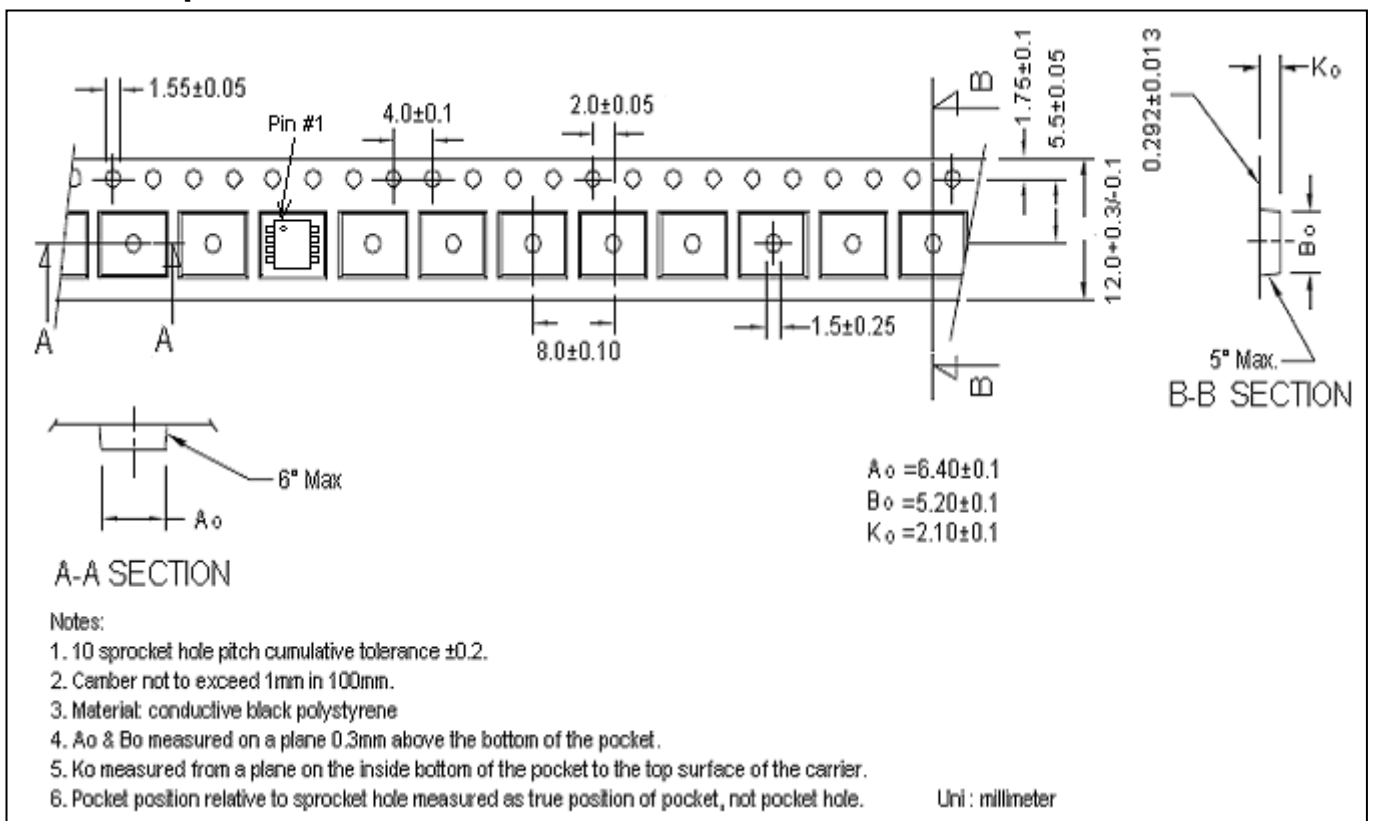 1.55±0.05
Pin #1
4.0±0.1
2.0±0.05
B
1.75±0.1
5.5±0.05
12.0+0.3/-0.1
0.292±0.013
Ko
Bo
5° Max.
B-B SECTION
A
A
8.0±0.10
1.5±0.25
B
6° Max
Ao
A-A SECTION
Ao =6.40±0.1
Bo =5.20±0.1
Ko =2.10±0.1
Notes:
1. 10 sprocket hole pitch cumulative tolerance ±0.2.
2. Camber not to exceed 1mm in 100mm.
3. Material: conductive black polystyrene
4. Ao & Bo measured on a plane 0.3mm above the bottom of the pocket.
5. Ko measured from a plane on the inside bottom of the pocket to the top surface of the carrier.
6. Pocket position relative to sprocket hole measured as true position of pocket, not pocket hole.
Uni : millimeter